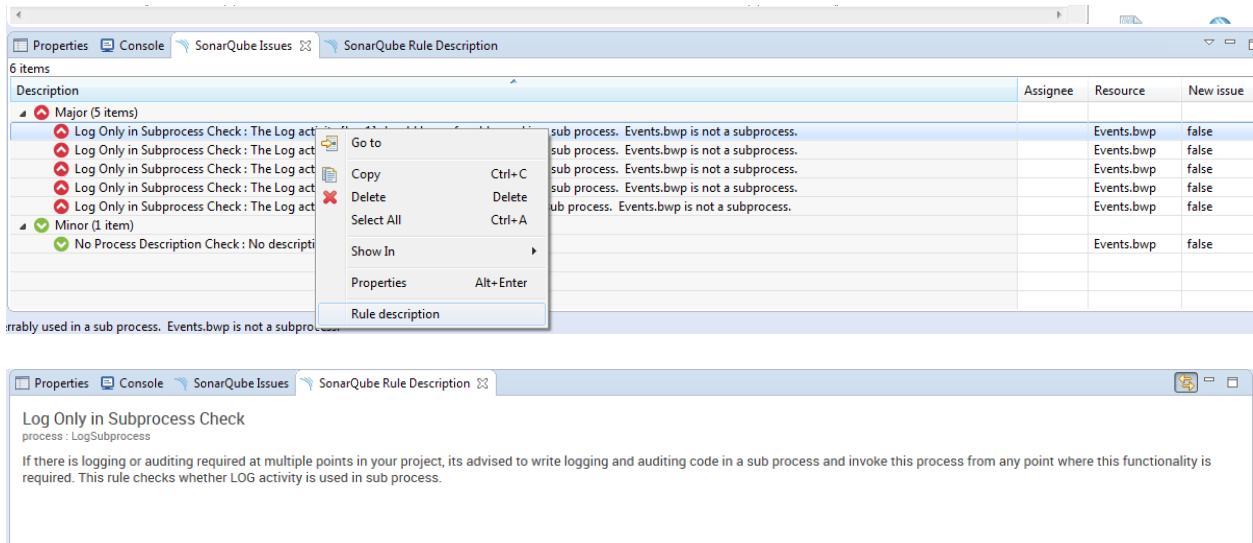 Properties Console SonarQube Issues SonarQube Rule Description
6 items
Description Assignee Resource New issue
Major (5 items)
Log Only in Subprocess Check : The Log sub process. Events.bwp is not a subprocess. Events.bwp false
Log Only in Subprocess Check : The Log act sub process. Events.bwp is not a subprocess. Events.bwp false
Log Only in Subprocess Check : The Log act sub process. Events.bwp is not a subprocess. Events.bwp false
Log Only in Subprocess Check : The Log act sub process. Events.bwp is not a subprocess. Events.bwp false
Log Only in Subprocess Check : The Log act ub process. Events.bwp is not a subprocess. Events.bwp false
Minor (1 item)
No Process Description Check : No descripti Events.bwp false
Go to
Copy Ctrl+C
Delete Delete
Select All Ctrl+A
Show In
Properties Alt+Enter
Rule description
errably used in a sub process. Events.bwp is not a subprocess.
Properties Console SonarQube Issues SonarQube Rule Description
Log Only in Subprocess Check
process : LogSubprocess
If there is logging or auditing required at multiple points in your project, its advised to write logging and auditing code in a sub process and invoke this process from any point where this functionality is
required. This rule checks whether LOG activity is used in sub process.